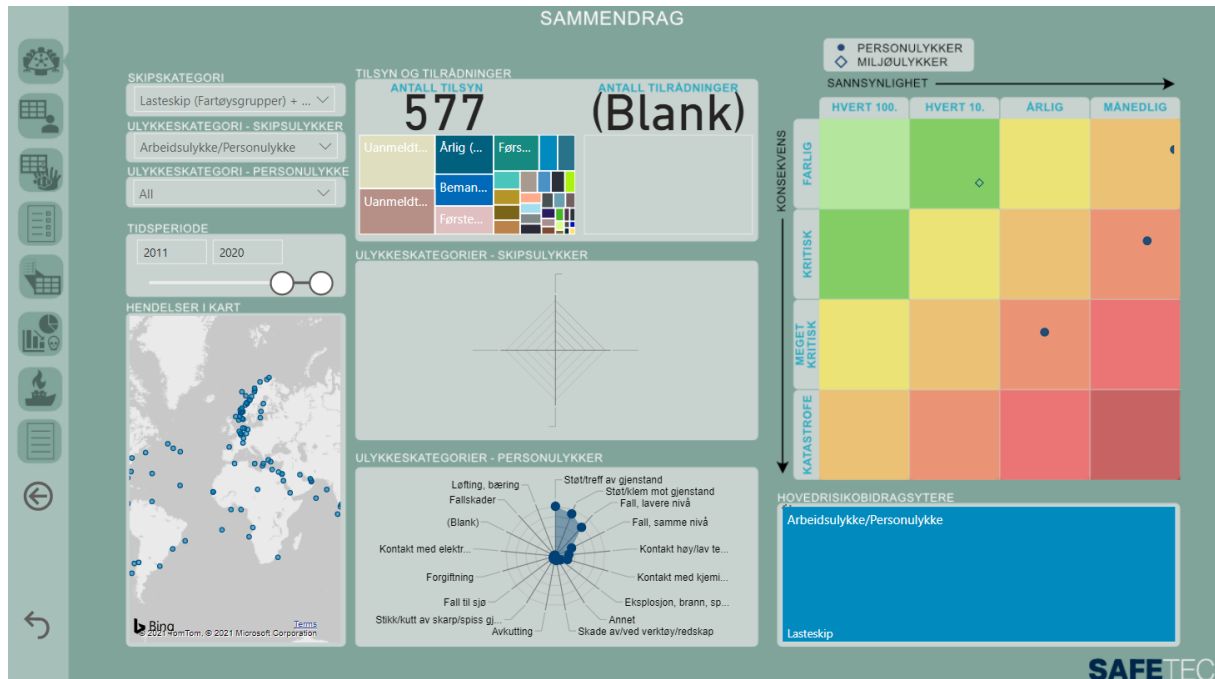 SAMMENDRAG
SKIPSKATEGORI
Lasteskip (Fartøysgrupper) + ...
ULYKKESKATEGORI - SKIPSULYKKER
Arbeidsulykke/Personulykke
ULYKKESKATEGORI - PERSONULYKKE
All
TIDSPERIODE
2011
2020
HENDELSER I KART
Bing
Terms
© 2021 TomTom, © 2021 Microsoft Corporation
TILSYN OG TILRÅDNINGER
ANTALL TILSYN
577
ANTALL TILRÅDNINGER
(Blank)
Uanmeldt...
Årlig (...
Førs...
Beman...
Uanmeldt...
Første...
ULYKKESKATEGORIER - SKIPSULYKKER
ULYKKESKATEGORIER - PERSONULYKKER
Støt/treff av gjenstand
Støt/klem mot gjenstand
Fall, lavere nivå
Fall, samme nivå
Kontakt høy/lav te...
Kontakt med kjemi...
Eksplosjon, brann, sp...
Annet
Skade av/ved verktøy/redskap
Avkutting
Stikk/kutt av skarp/spiss gj...
Fall til sjø
Forgiftning
Kontakt med elektr...
(Blank)
Fallskader
Løfting, bæring
PERSONULYKKER
MILJØULYKKER
SANNSYNLIGHET
HVERT 100.
HVERT 10.
ÅRLIG
MÅNEDLIG
KONSEKVENS
FARLIG
KRITISK
MEGET
KRITISK
KATASTROFE
HOVEDRISIKOBIDRAGSYTERE
Arbeidsulykke/Personulykke
Lasteskip
SAFETEC